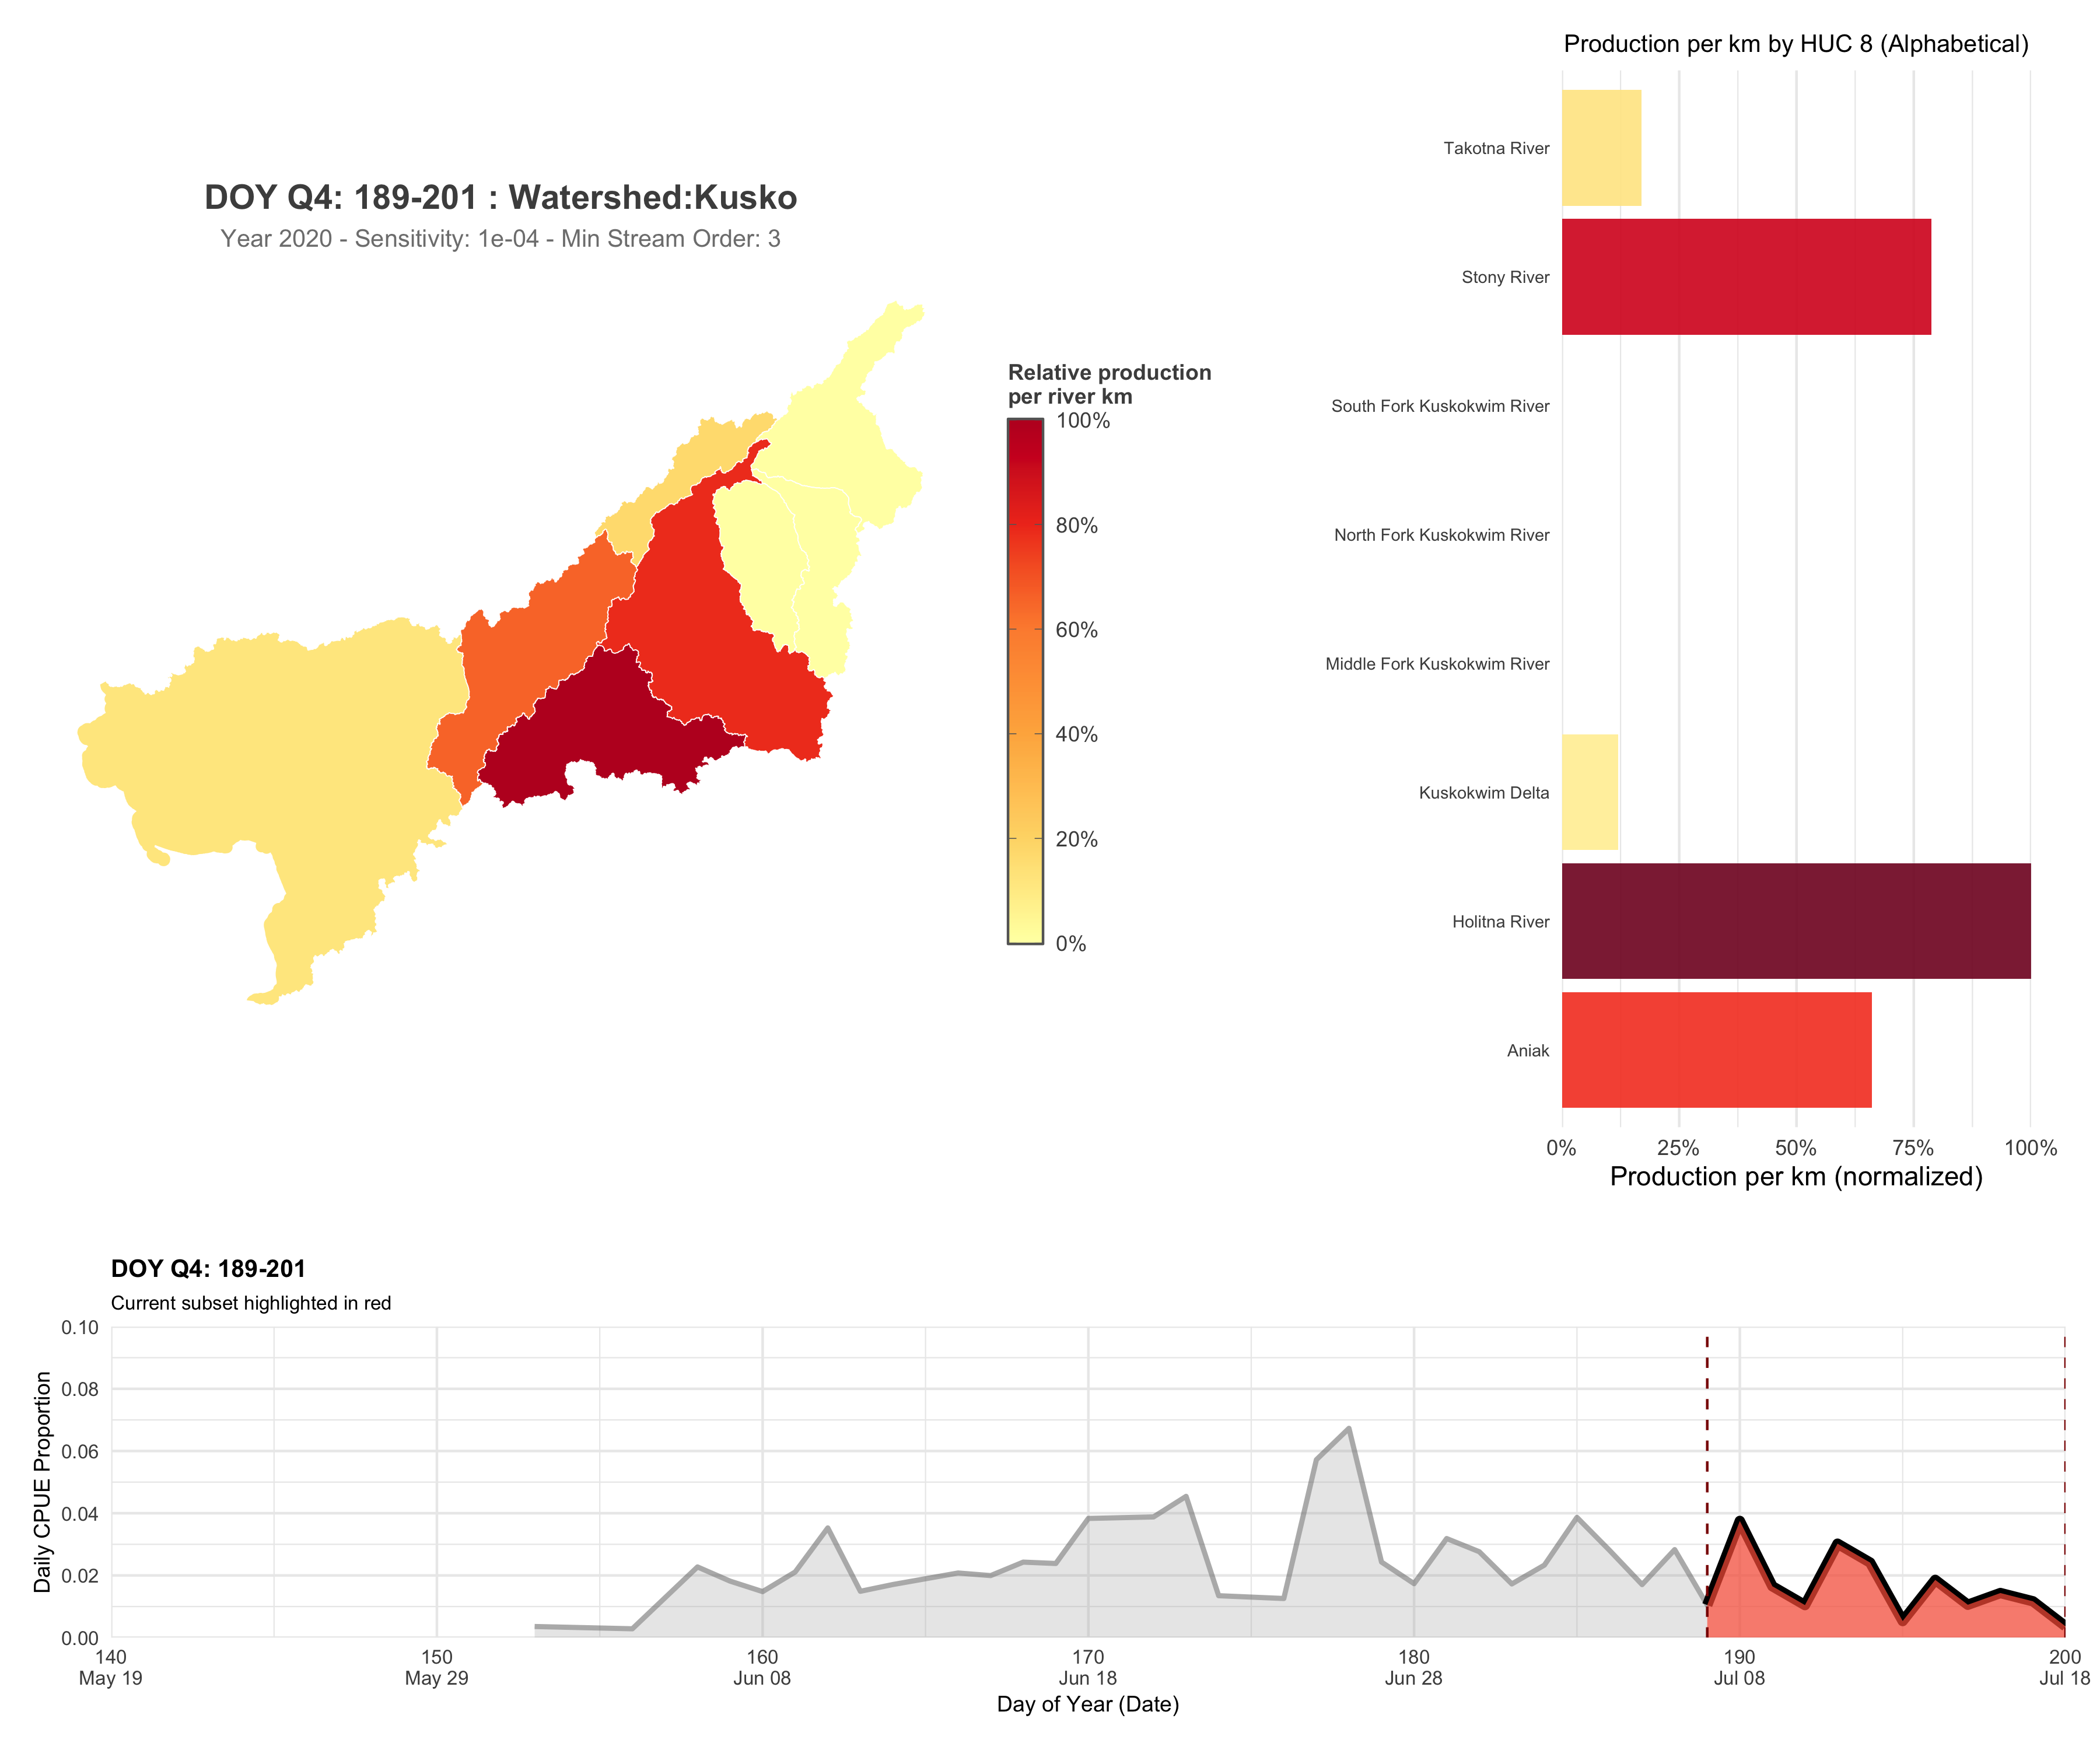 Production per km by HUC 8 (Alphabetical)
Takotna River
Stony River
South Fork Kuskokwim River
North Fork Kuskokwim River
Middle Fork Kuskokwim River
Kuskokwim Delta
Holitna River
Aniak
0% 25% 50% 75% 100%
Production per km (normalized)
DOY Q4: 189-201 : Watershed:Kusko
Year 2020 - Sensitivity: 1e-04 - Min Stream Order: 3
Relative production
per river km
100%
80%
60%
40%
20%
0%
DOY Q4: 189-201
Current subset highlighted in red
Daily CPUE Proportion
0.10
0.08
0.06
0.04
0.02
0.00
140 150 160 170 180 190 200
May 19 May 29 Jun 08 Jun 18 Jun 28 Jul 08 Jul 18
Day of Year (Date)